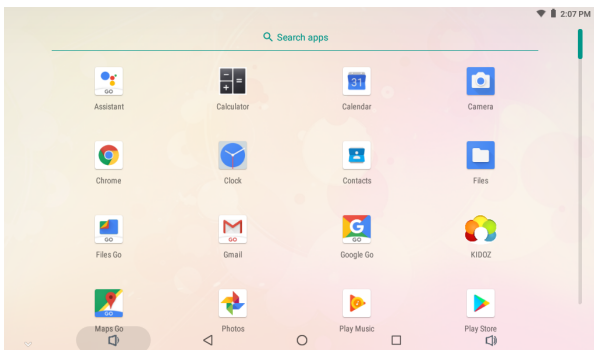 2:07 PM
Search apps
GO
31
Assistant
Calculator
Calendar
Camera
Chrome
Clock
Contacts
Files
GO
GO
G
GO
Files Go
Gmail
Google Go
KIDOZ
GO
Maps Go
Photos
Play Music
Play Store